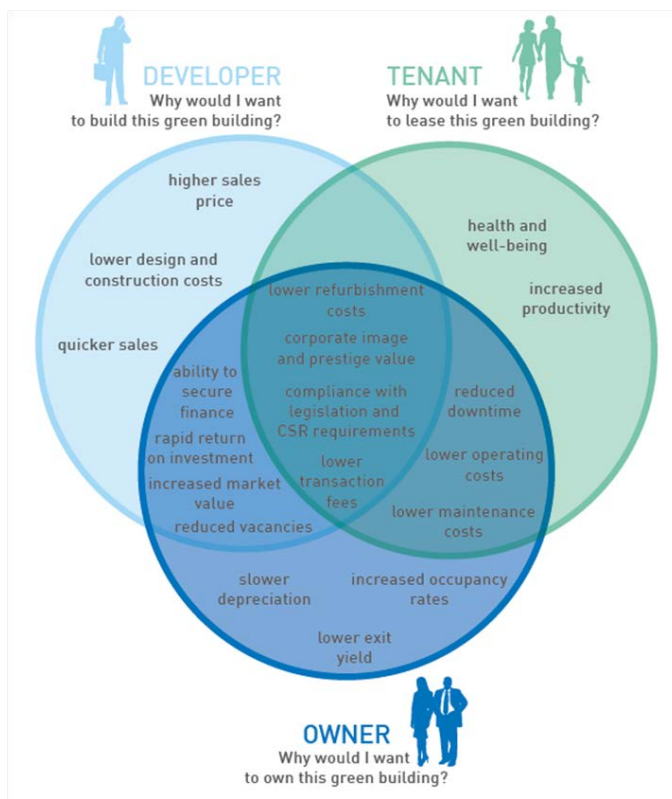 DEVELOPER
Why would I want
to build this green building?
TENANT
Why would I want
to lease this green building?
higher sales
price
lower design and
construction costs
quicker sales
health and
well-being
increased
productivity
lower refurbishment
costs
corporate image
and prestige value
compliance with
legislation and
CSR requirements
lower
transaction
fees
ability to
secure
finance
rapid return
on investment
increased market
value
reduced vacancies
reduced
downtime
lower operating
costs
lower maintenance
costs
slower
depreciation
increased occupancy
rates
lower exit
yield
OWNER
Why would I want
to own this green building?